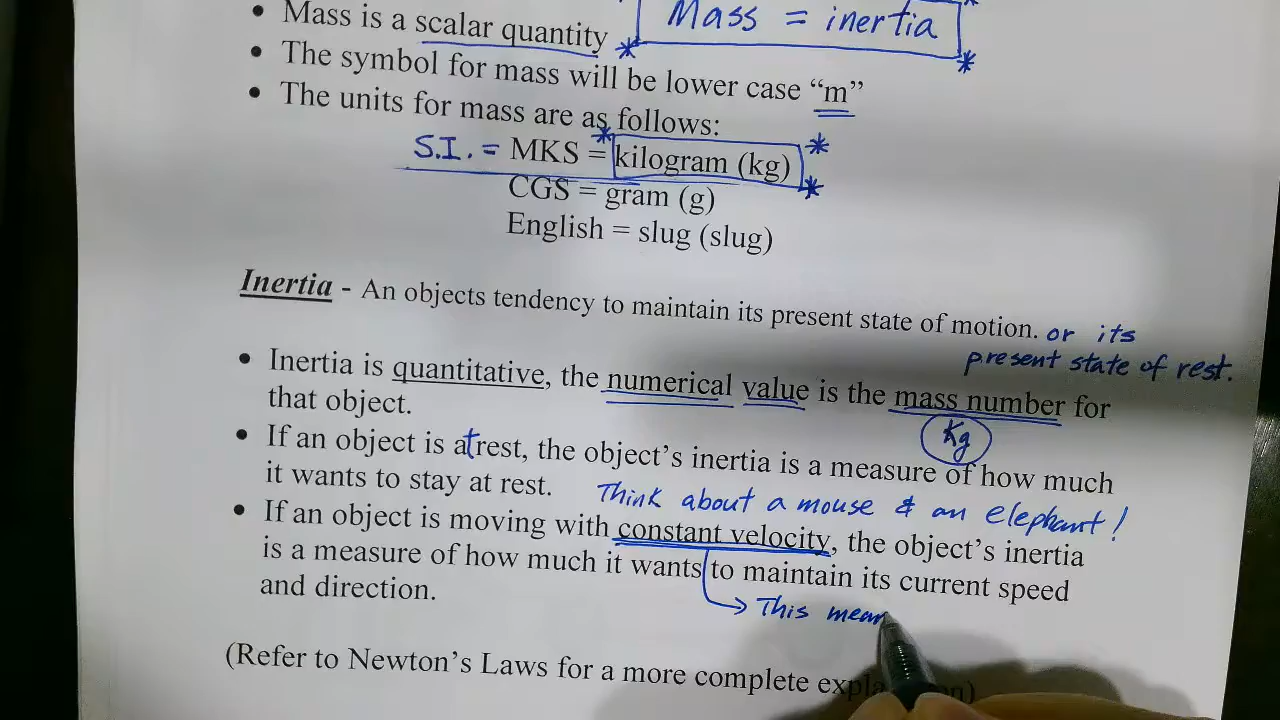 • Mass is a scalar quantity * Mass = inertia *
• The symbol for mass will be lower case “m” *
• The units for mass are as follows:
S.I. = MKS = * kilogram (kg) * *
CGS = gram (g)
English = slug (slug)
Inertia - An objects tendency to maintain its present state of motion. or its
present state of rest.
• Inertia is quantitative, the numerical value is the mass number for
that object. Kg
• If an object is at rest, the object’s inertia is a measure of how much
it wants to stay at rest. Think about a mouse & an elephant!
• If an object is moving with constant velocity, the object’s inertia
is a measure of how much it wants to maintain its current speed
and direction. → This mean
(Refer to Newton’s Laws for a more complete